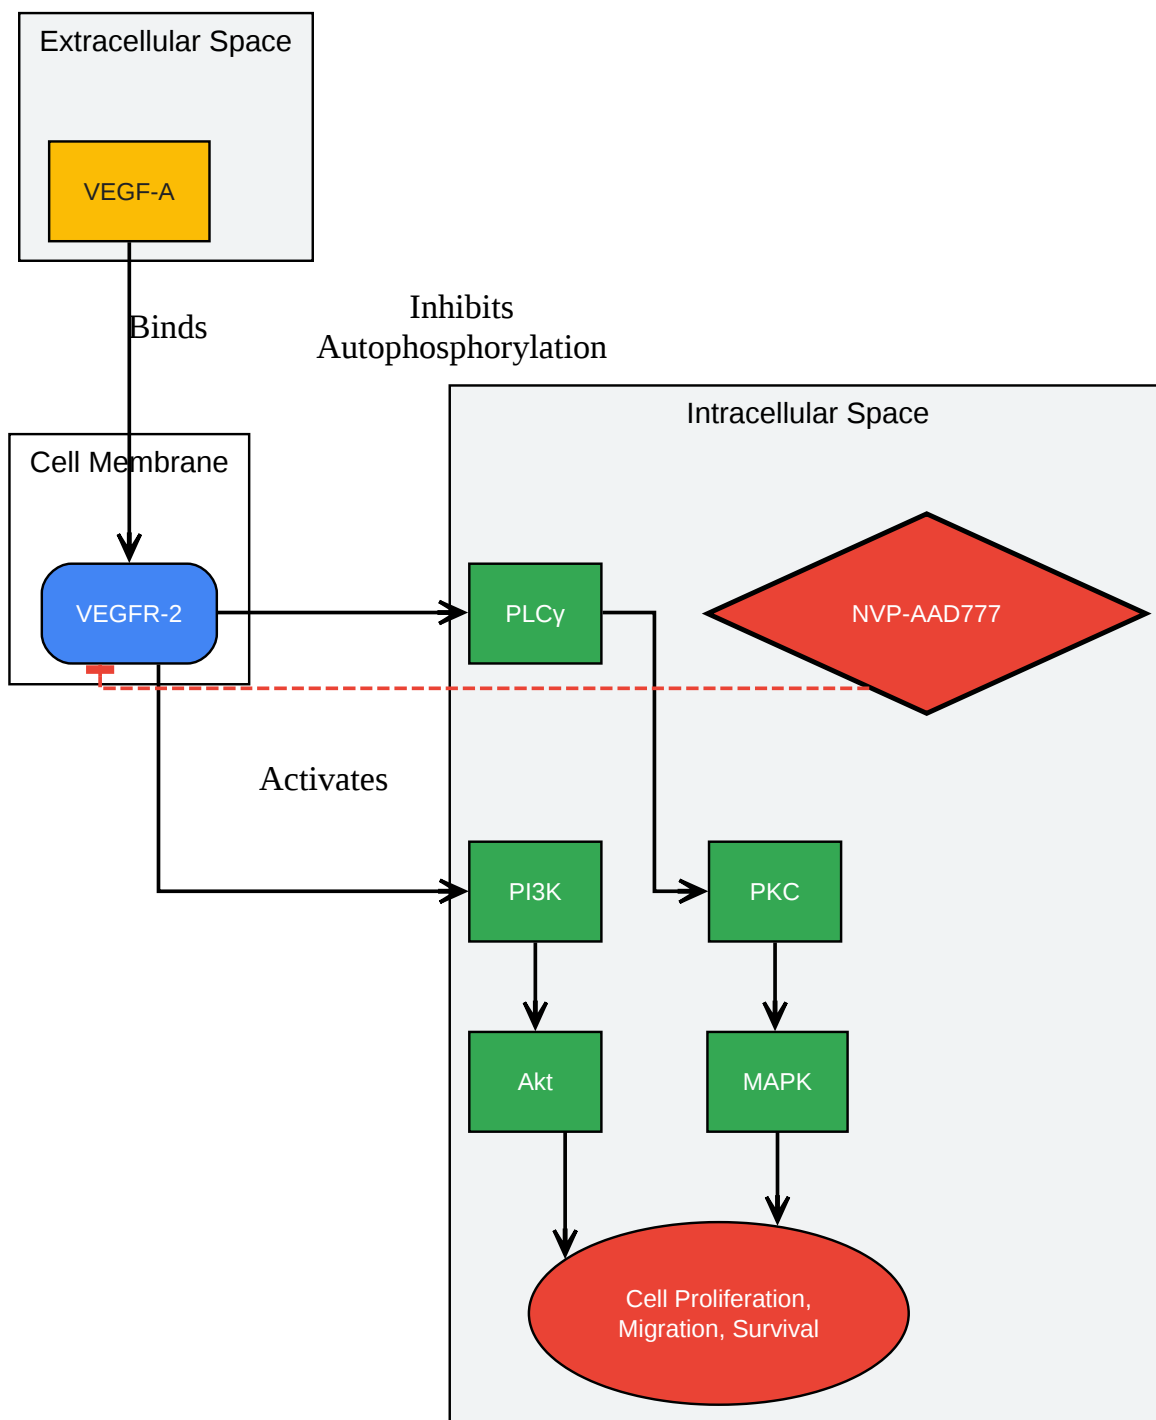 Extracellular Space
VEGF-A
Binds
Inhibits
Autophosphorylation
Intracellular Space
Cell Membrane
VEGFR-2
PLCγ
NVP-AAD777
Activates
PI3K
PKC
Akt
MAPK
Cell Proliferation,
Migration, Survival